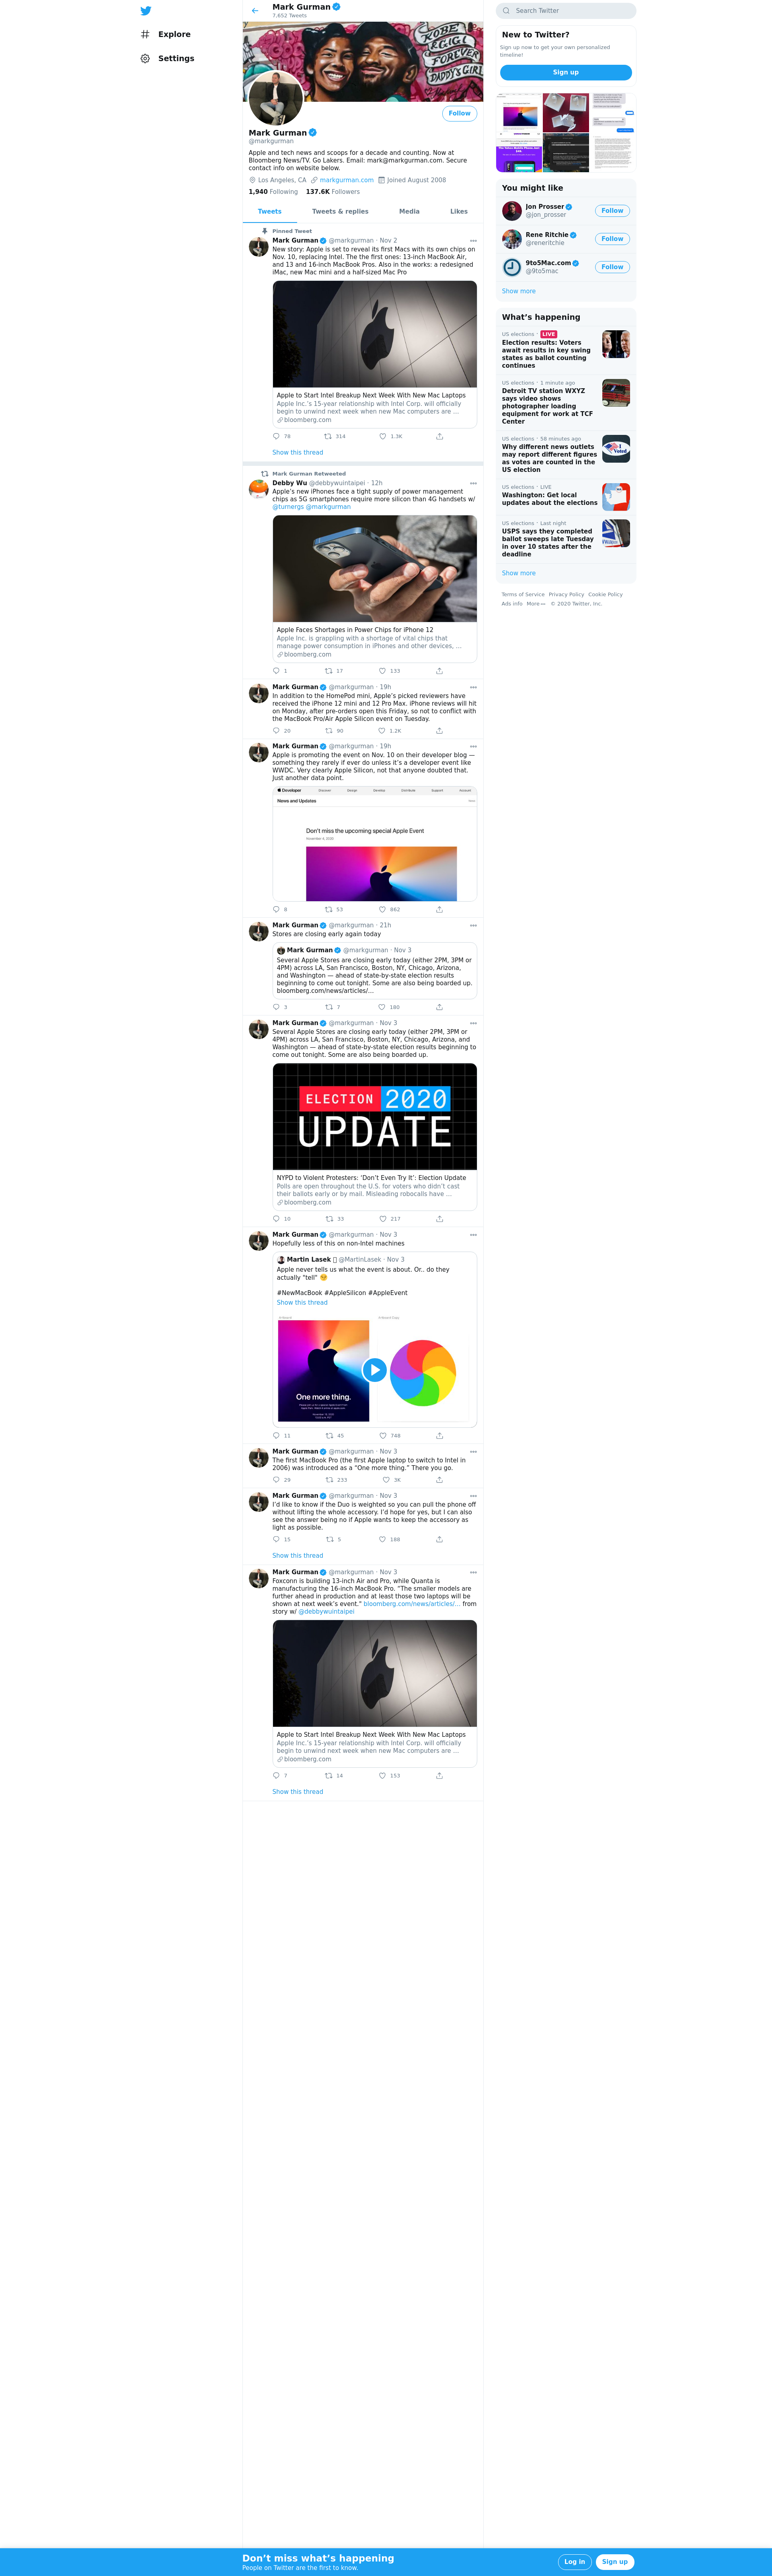 Explore
Settings
Mark Gurman
7,652 Tweets
KOBE
& GIGI
FOREVER
DADDY'S GIRL
Follow
Mark Gurman
@markgurman
Apple and tech news and scoops for a decade and counting. Now at
Bloomberg News/TV. Go Lakers. Email: mark@markgurman.com. Secure
contact info on website below.
Los Angeles, CA markgurman.com Joined August 2008
1,940 Following 137.6K Followers
Tweets Tweets & replies Media Likes
Pinned Tweet
Mark Gurman @markgurman · Nov 2
New story: Apple is set to reveal its first Macs with its own chips on
Nov. 10, replacing Intel. The the first ones: 13-inch MacBook Air,
and 13 and 16-inch MacBook Pros. Also in the works: a redesigned
iMac, new Mac mini and a half-sized Mac Pro
Apple to Start Intel Breakup Next Week With New Mac Laptops
Apple Inc.'s 15-year relationship with Intel Corp. will officially
begin to unwind next week when new Mac computers are ...
bloomberg.com
78 314 1.3K
Show this thread
Mark Gurman Retweeted
Debby Wu @debbywuintaipei · 12h
Apple's new iPhones face a tight supply of power management
chips as 5G smartphones require more silicon than 4G handsets w/
@turnergs @markgurman
Apple Faces Shortages in Power Chips for iPhone 12
Apple Inc. is grappling with a shortage of vital chips that
manage power consumption in iPhones and other devices, ...
bloomberg.com
1 17 133
Mark Gurman @markgurman · 19h
In addition to the HomePod mini, Apple's picked reviewers have
received the iPhone 12 mini and 12 Pro Max. iPhone reviews will hit
on Monday, after pre-orders open this Friday, so not to conflict with
the MacBook Pro/Air Apple Silicon event on Tuesday.
20 90 1.2K
Mark Gurman @markgurman · 19h
Apple is promoting the event on Nov. 10 on their developer blog —
something they rarely if ever do unless it's a developer event like
WWDC. Very clearly Apple Silicon, not that anyone doubted that.
Just another data point.
Developer Discover Design Develop Distribute Support Account
News and Updates
Don't miss the upcoming special Apple Event
November 4, 2020
8 53 862
Mark Gurman @markgurman · 21h
Stores are closing early again today
Mark Gurman @markgurman · Nov 3
Several Apple Stores are closing early today (either 2PM, 3PM or
4PM) across LA, San Francisco, Boston, NY, Chicago, Arizona,
and Washington — ahead of state-by-state election results
beginning to come out tonight. Some are also being boarded up.
bloomberg.com/news/articles/...
3 7 180
Mark Gurman @markgurman · Nov 3
Several Apple Stores are closing early today (either 2PM, 3PM or
4PM) across LA, San Francisco, Boston, NY, Chicago, Arizona, and
Washington — ahead of state-by-state election results beginning to
come out tonight. Some are also being boarded up.
ELECTION 2020
UPDATE
NYPD to Violent Protesters: 'Don't Even Try It': Election Update
Polls are open throughout the U.S. for voters who didn't cast
their ballots early or by mail. Misleading robocalls have ...
bloomberg.com
10 33 217
Mark Gurman @markgurman · Nov 3
Hopefully less of this on non-Intel machines
Martin Lasek @MartinLasek · Nov 3
Apple never tells us what the event is about. Or.. do they
actually "tell"
#NewMacBook #AppleSilicon #AppleEvent
Show this thread
One more thing.
11 45 748
Mark Gurman @markgurman · Nov 3
The first MacBook Pro (the first Apple laptop to switch to Intel in
2006) was introduced as a "One more thing." There you go.
29 233 3K
Mark Gurman @markgurman · Nov 3
I'd like to know if the Duo is weighted so you can pull the phone off
without lifting the whole accessory. I'd hope for yes, but I can also
see the answer being no if Apple wants to keep the accessory as
light as possible.
15 5 188
Show this thread
Mark Gurman @markgurman · Nov 3
Foxconn is building 13-inch Air and Pro, while Quanta is
manufacturing the 16-inch MacBook Pro. "The smaller models are
further ahead in production and at least those two laptops will be
shown at next week's event." bloomberg.com/news/articles/... from
story w/ @debbywuintaipei
Apple to Start Intel Breakup Next Week With New Mac Laptops
Apple Inc.'s 15-year relationship with Intel Corp. will officially
begin to unwind next week when new Mac computers are ...
bloomberg.com
7 14 153
Show this thread
Search Twitter
New to Twitter?
Sign up now to get your own personalized
timeline!
Sign up
You might like
Jon Prosser
@jon_prosser
Follow
Rene Ritchie
@reneritchie
Follow
9to5Mac.com
@9to5mac
Follow
Show more
What's happening
US elections · LIVE
Election results: Voters
await results in key swing
states as ballot counting
continues
US elections · 1 minute ago
Detroit TV station WXYZ
says video shows
photographer loading
equipment for work at TCF
Center
US elections · 58 minutes ago
Why different news outlets
may report different figures
as votes are counted in the
US election
I Voted
US elections · LIVE
Washington: Get local
updates about the elections
US elections · Last night
USPS says they completed
ballot sweeps late Tuesday
in over 10 states after the
deadline
Show more
Terms of Service Privacy Policy Cookie Policy
Ads info More © 2020 Twitter, Inc.
Don't miss what's happening
People on Twitter are the first to know.
Log in Sign up